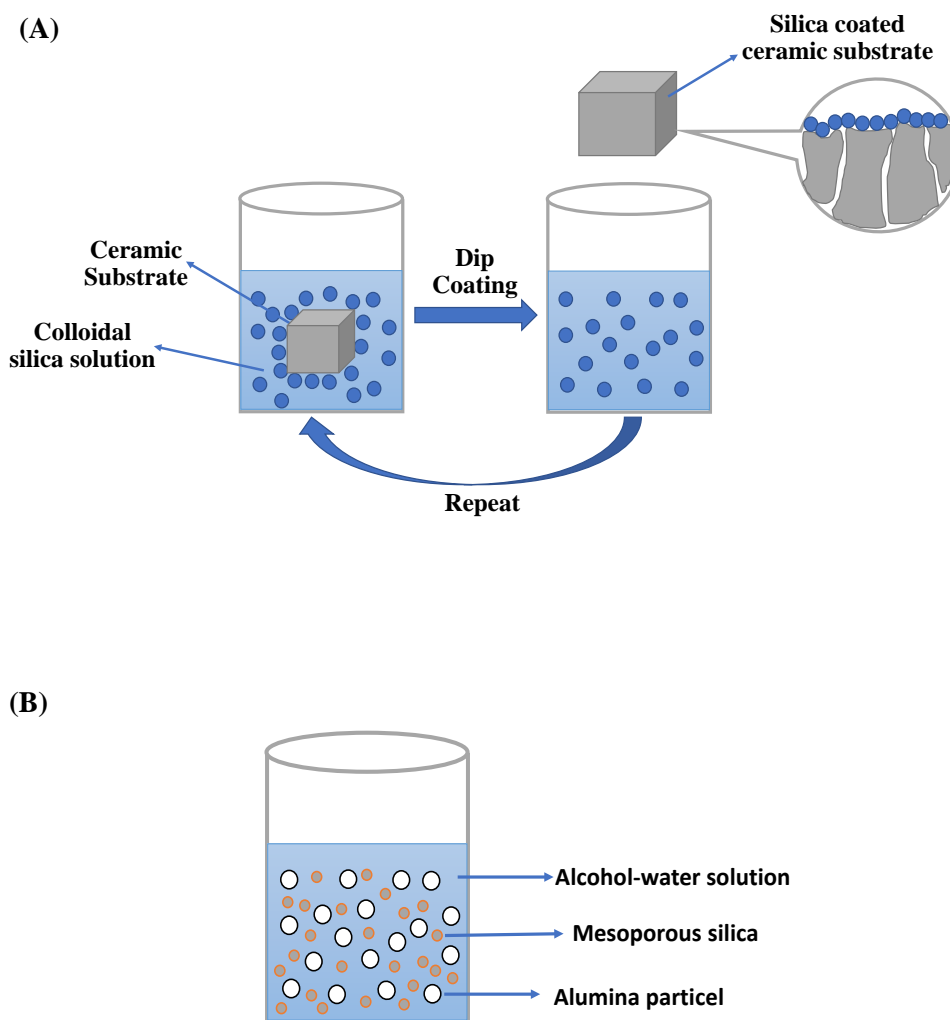 (A)
Silica coated
ceramic substrate
Ceramic
Substrate
Dip
Coating
Colloidal
silica solution
Repeat
(B)
Alcohol-water solution
Mesoporous silica
Alumina particel